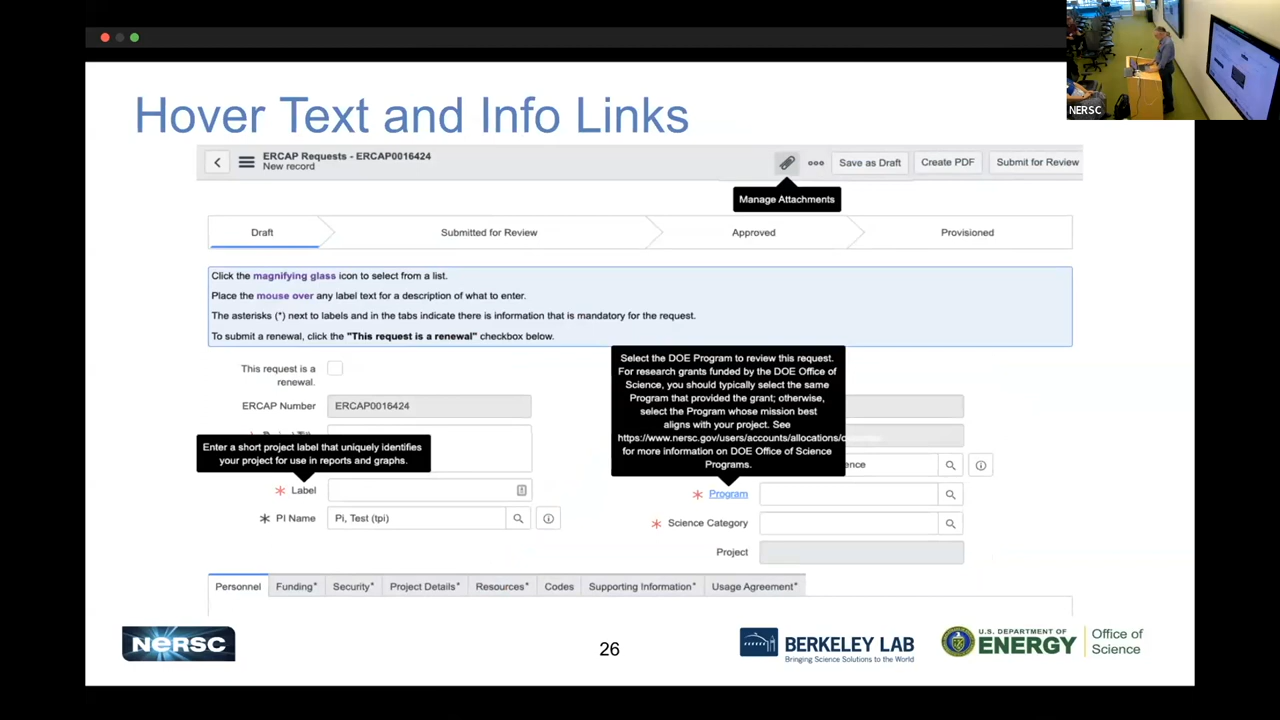 NERSC
Hover Text and Info Links
ERCAP Requests - ERCAP0016424
New record
Save as Draft
Create PDF
Submit for Review
Manage Attachments
Draft
Submitted for Review
Approved
Provisioned
Click the magnifying glass icon to select from a list.
Place the mouse over any label text for a description of what to enter.
The asterisks (*) next to labels and in the tabs indicate there is information that is mandatory for the request.
To submit a renewal, click the "This request is a renewal" checkbox below.
This request is a
renewal.
ERCAP Number
ERCAP0016424
Enter a short project label that uniquely identifies
your project for use in reports and graphs.
* Label
* PI Name
Pi, Test (tpi)
Select the DOE Program to review this request.
For research grants funded by the DOE Office of
Science, you should typically select the same
Program that provided the grant; otherwise,
select the Program whose mission best
aligns with your project. See
https://www.nersc.gov/users/accounts/allocations/
for more information on DOE Office of Science
Programs.
* Program
* Science Category
Project
Personnel
Funding*
Security*
Project Details*
Resources*
Codes
Supporting Information*
Usage Agreement*
NERSC
26
BERKELEY LAB
Bringing Science Solutions to the World
U.S. DEPARTMENT OF
ENERGY
Office of
Science